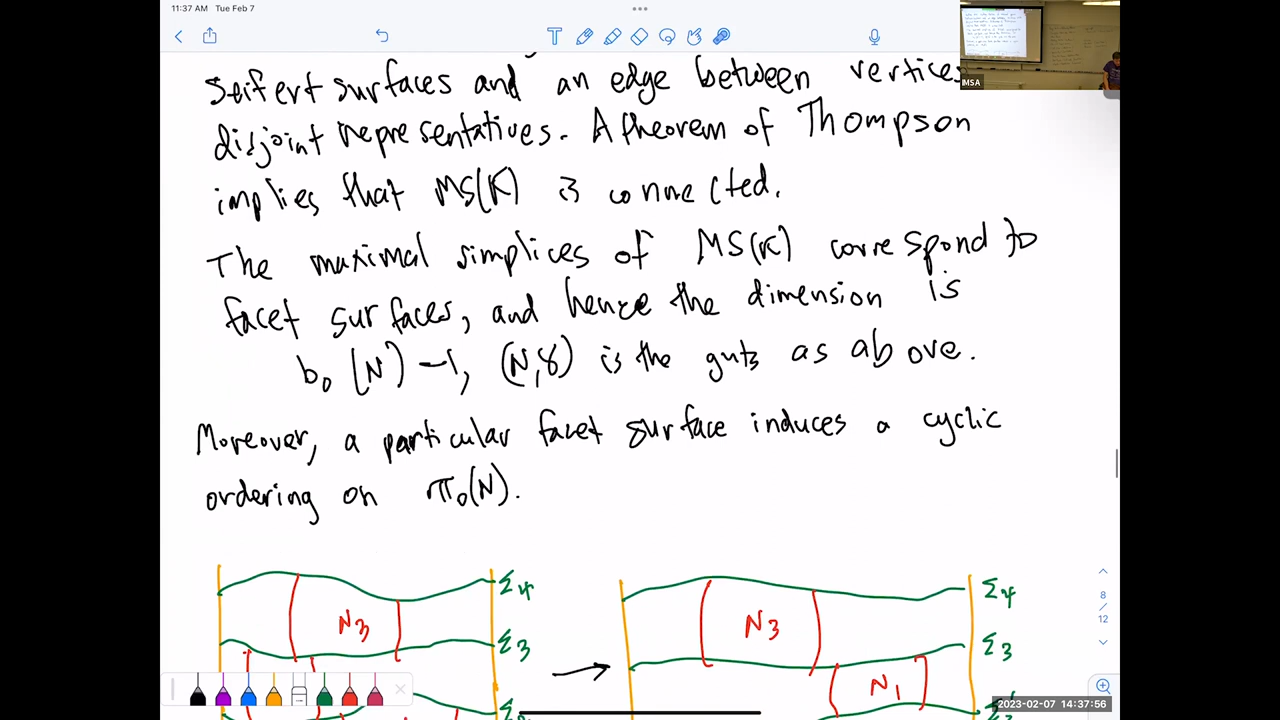 11:37 AM Tue Feb 7
Seifert surfaces and an edge between vertices
disjoint representatives. A theorem of Thompson
implies that MS(K) is connected.
The maximal simplices of MS(K) correspond to
facet surfaces, and hence the dimension is
b₀(N)-1, (N,γ) is the guts as above.
Moreover, a particular facet surface induces a cyclic
ordering on π₀(N).
Σ₄ Σ₄
N₃ N₃
Σ₃ Σ₃
N₁
MSA
8
/
12
2023-02-07 14:37:56